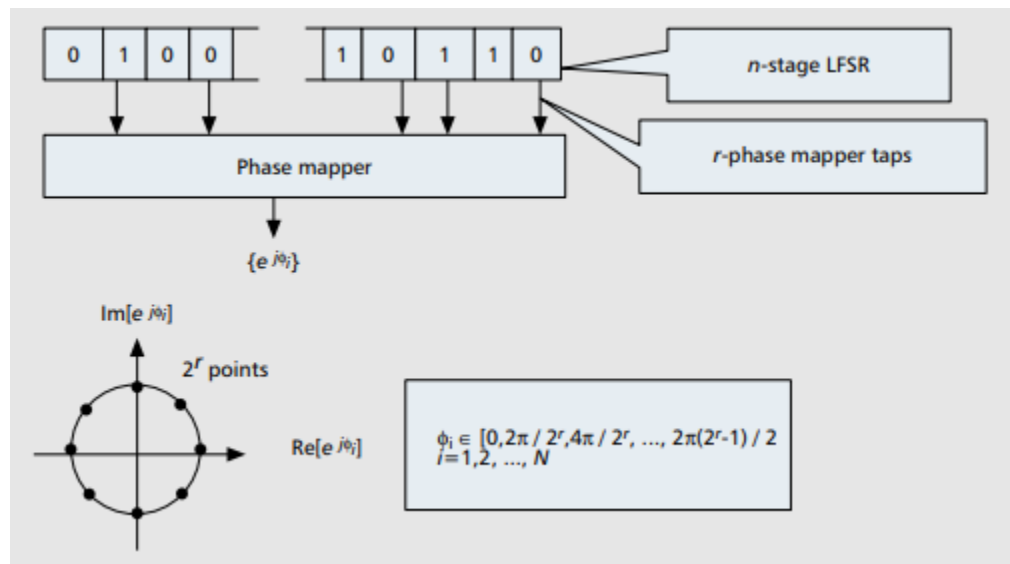 0 1 0 0 1 0 1 1 0
n-stage LFSR
r-phase mapper taps
Phase mapper
{e jϕi}
Im[e jϕi]
2r points
Re[e jϕi]
ϕi ∈ [0,2π / 2r,4π / 2r, ..., 2π(2r-1) / 2
i=1,2, ..., N